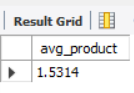 Result Grid
avg_product
1.5314